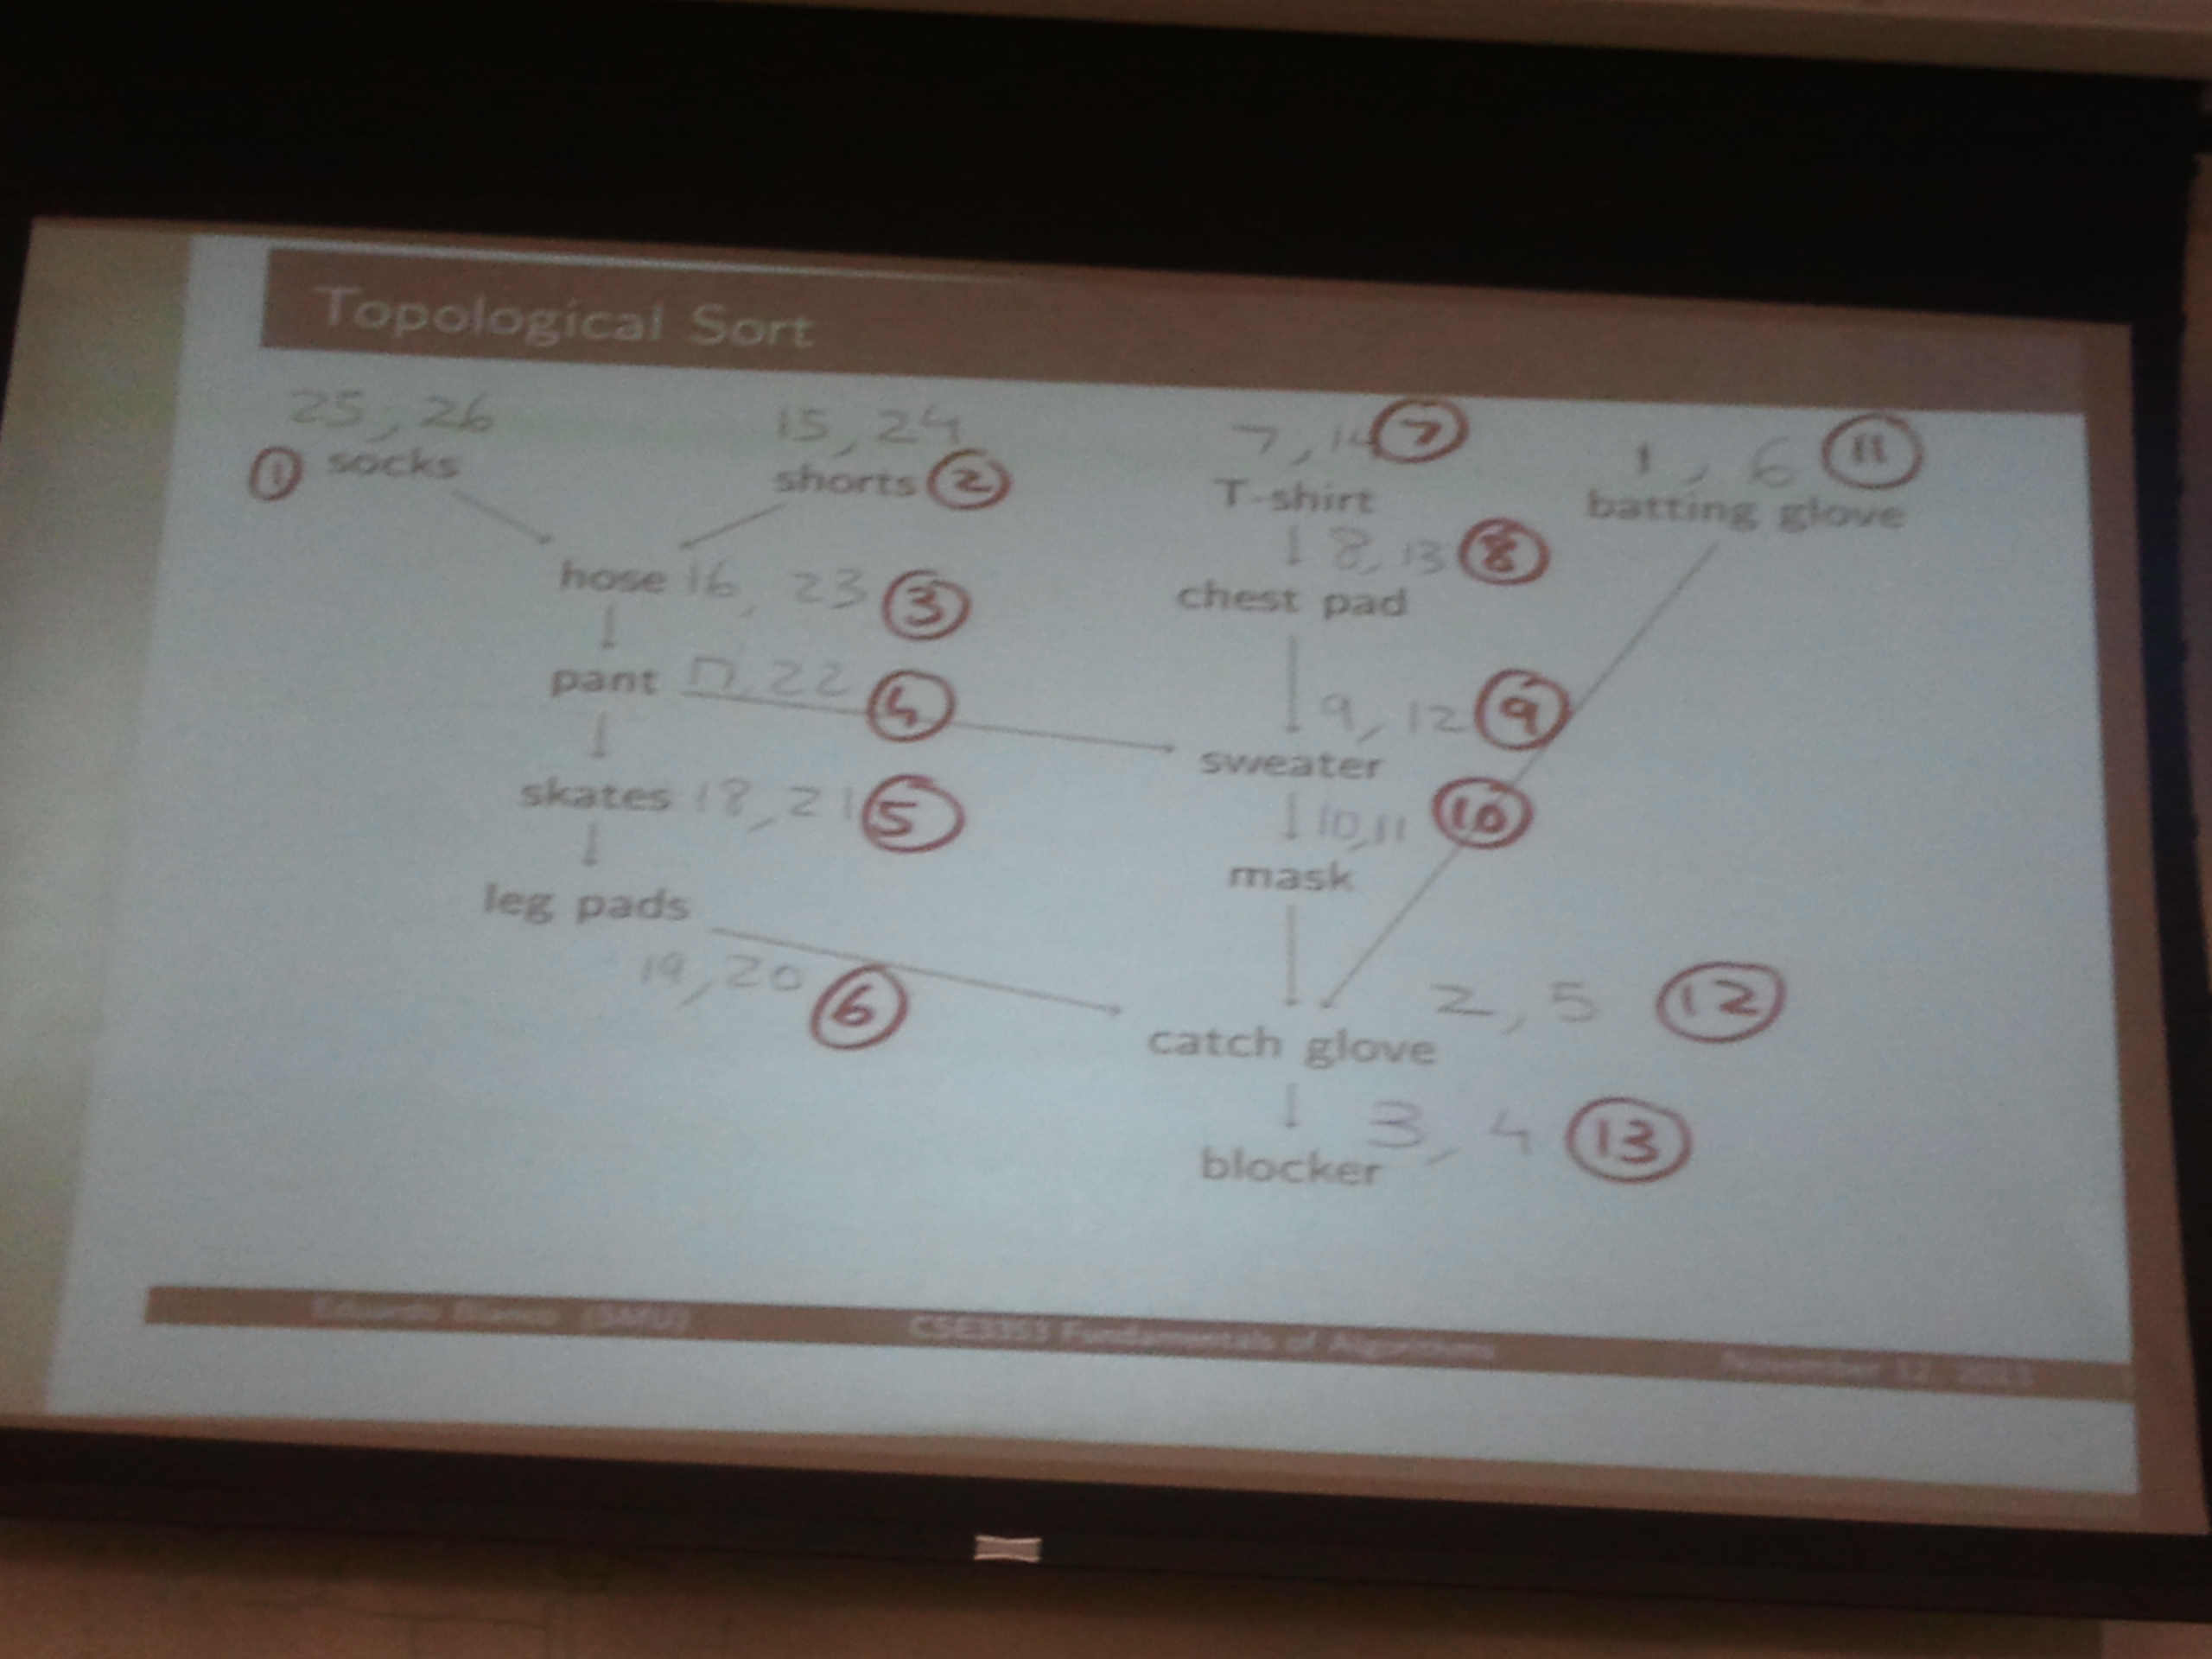 Topological Sort
25, 26 15, 24 7, 14 7 1, 6 11
1 socks shorts 2 T-shirt batting glove
8, 13 8
hose 16, 23 3 chest pad
pant 17, 22 4 9, 12 9
sweater
skates 18, 21 5 10, 11 10
mask
leg pads
19, 20 6 2, 5 12
catch glove
3, 4 13
blocker
Eduardo Blanco (SMU) CSE3353 Fundamentals of Algorithms November 12, 2013